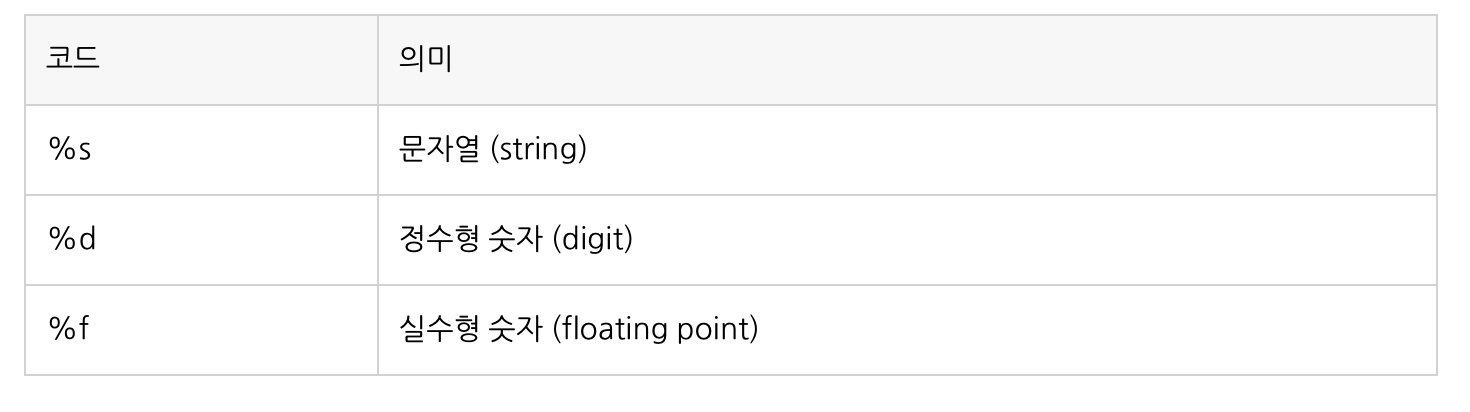 코드 의미
%s 문자열 (string)
%d 정수형 숫자 (digit)
%f 실수형 숫자 (floating point)